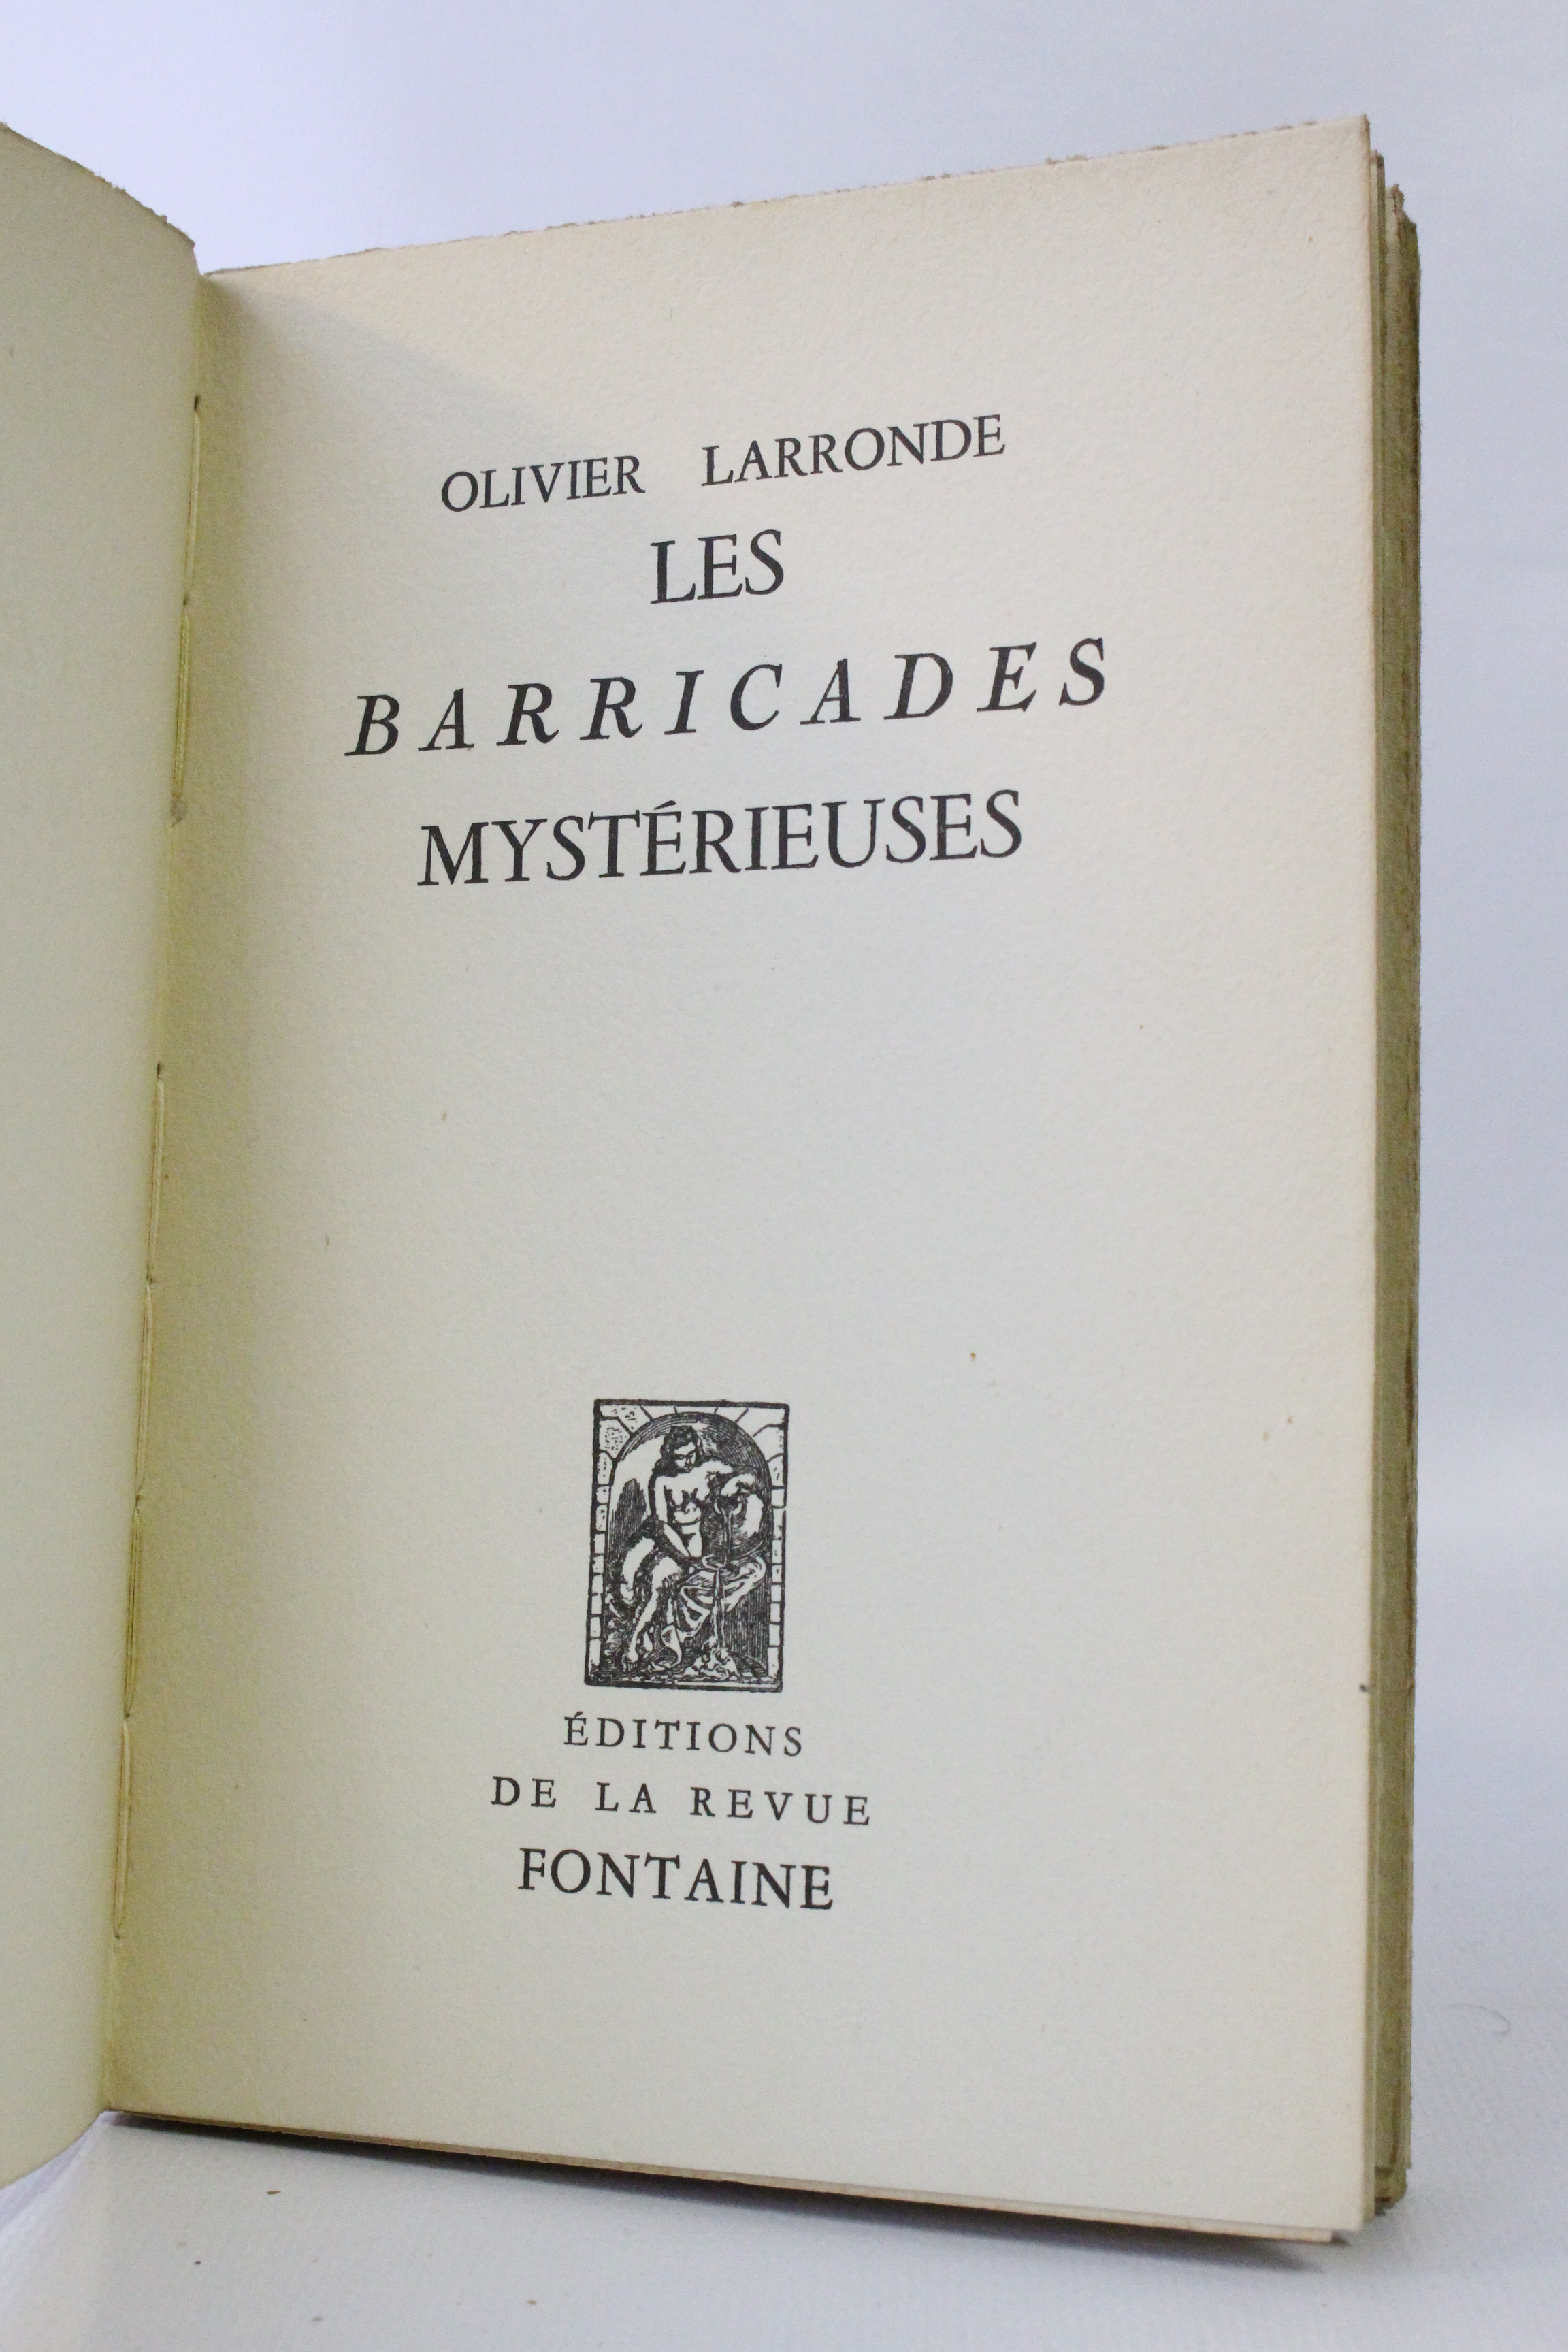 OLIVIER LARRONDE
LES
BARRICADES
MYSTÉRIEUSES
ÉDITIONS
DE LA REVUE
FONTAINE